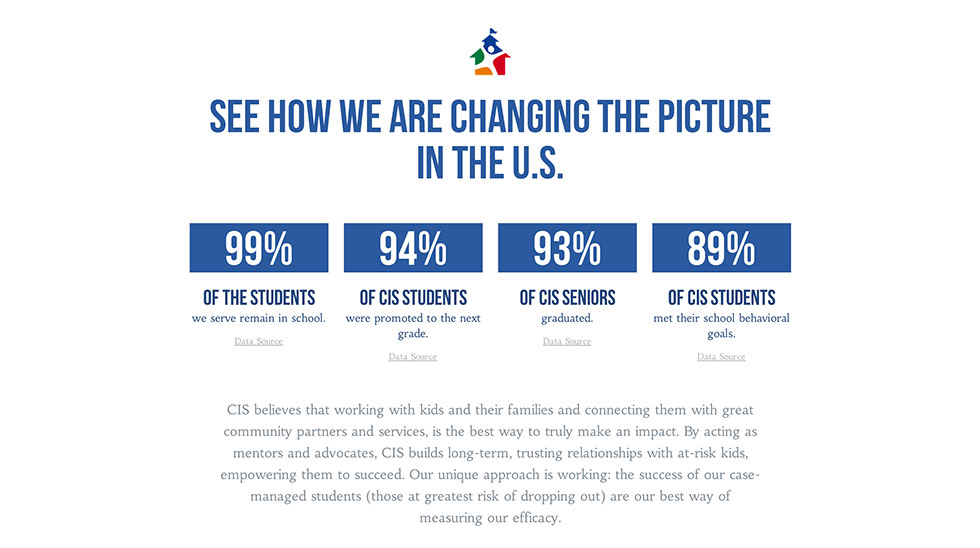 SEE HOW WE ARE CHANGING THE PICTURE
IN THE U.S.
99%
OF THE STUDENTS
we serve remain in school.
Data Source
94%
OF CIS STUDENTS
were promoted to the next
grade.
Data Source
93%
OF CIS SENIORS
graduated.
Data Source
89%
OF CIS STUDENTS
met their school behavioral
goals.
Data Source
CIS believes that working with kids and their families and connecting them with great
community partners and services, is the best way to truly make an impact. By acting as
mentors and advocates, CIS builds long-term, trusting relationships with at-risk kids,
empowering them to succeed. Our unique approach is working: the success of our case-
managed students (those at greatest risk of dropping out) are our best way of
measuring our efficacy.